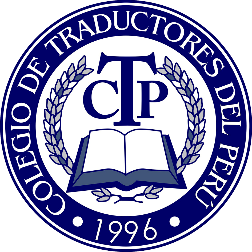 COLEGIO DE TRADUCTORES DEL PERÚ
CTP
• 1996 •